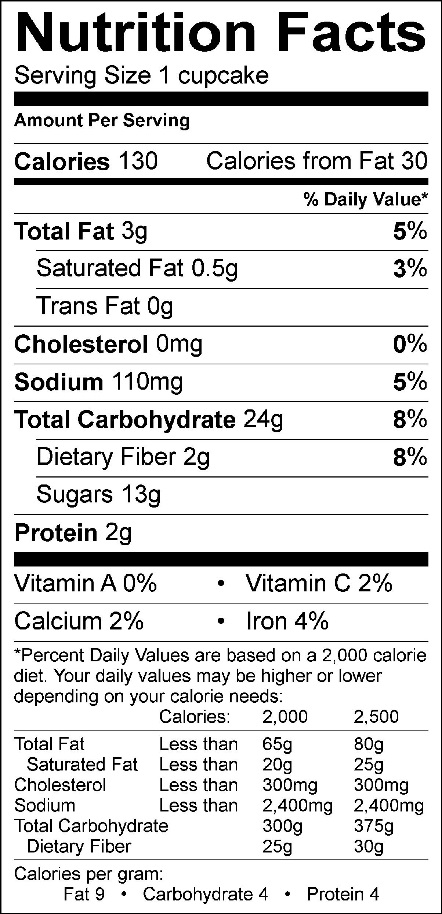 Nutrition Facts
Serving Size 1 cupcake
Amount Per Serving
Calories 130 Calories from Fat 30
% Daily Value*
Total Fat 3g 5%
Saturated Fat 0.5g 3%
Trans Fat 0g
Cholesterol 0mg 0%
Sodium 110mg 5%
Total Carbohydrate 24g 8%
Dietary Fiber 2g 8%
Sugars 13g
Protein 2g
Vitamin A 0% • Vitamin C 2%
Calcium 2% • Iron 4%
*Percent Daily Values are based on a 2,000 calorie
diet. Your daily values may be higher or lower
depending on your calorie needs:
Calories: 2,000 2,500
Total Fat Less than 65g 80g
Saturated Fat Less than 20g 25g
Cholesterol Less than 300mg 300mg
Sodium Less than 2,400mg 2,400mg
Total Carbohydrate 300g 375g
Dietary Fiber 25g 30g
Calories per gram:
Fat 9 • Carbohydrate 4 • Protein 4